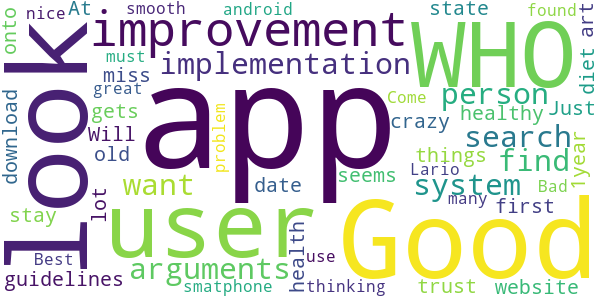 nice
At
smooth
android
state
found
onto
look
improvement
WHO
art
must
great
miss
implementation
person
diet
download
gets
app
crazy
healthy
Just
Will
problem
Come
search
old
things
find
1year
lot
want
date
seems
Lario
system
Bad
many
first
stay
user
Good
health
use
Best
arguments
trust
website
guidelines
smatphone
thinking